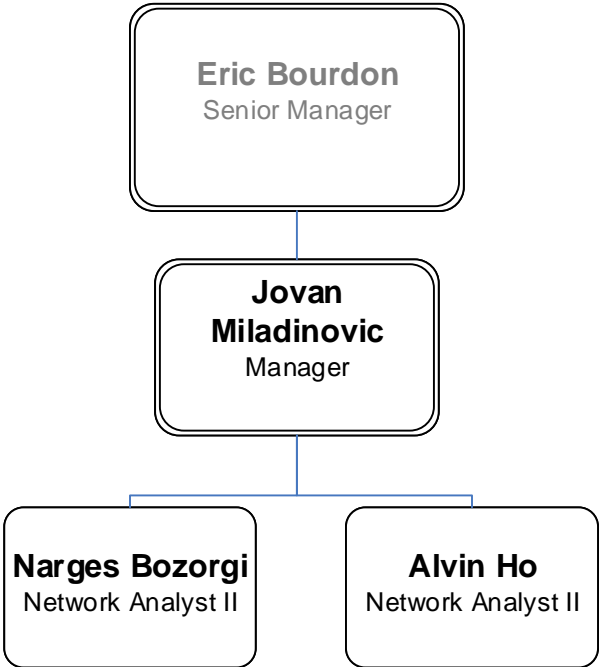 Eric Bourdon
Senior Manager
Jovan
Miladinovic
Manager
Narges Bozorgi
Network Analyst II
Alvin Ho
Network Analyst II